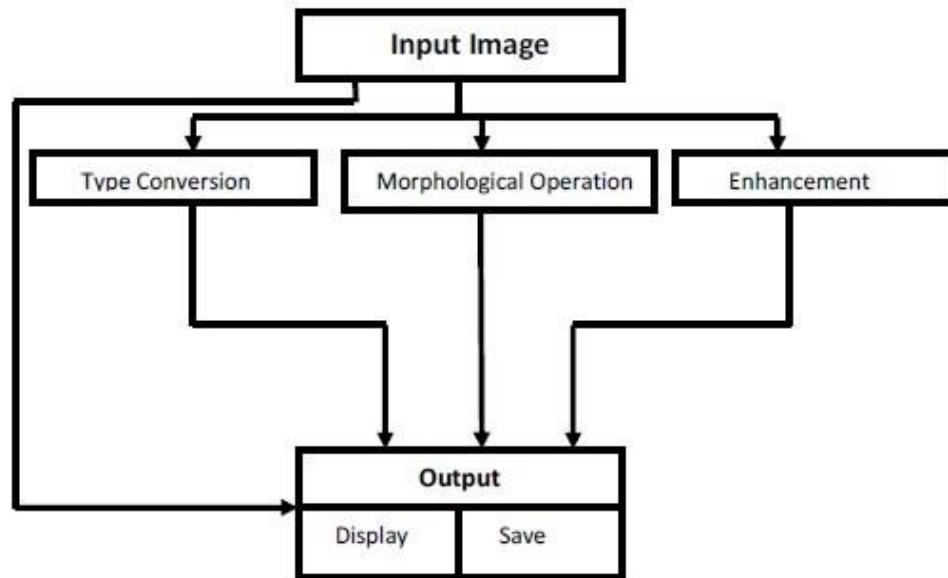 Input Image
Type Conversion
Morphological Operation
Enhancement
Output
Display
Save